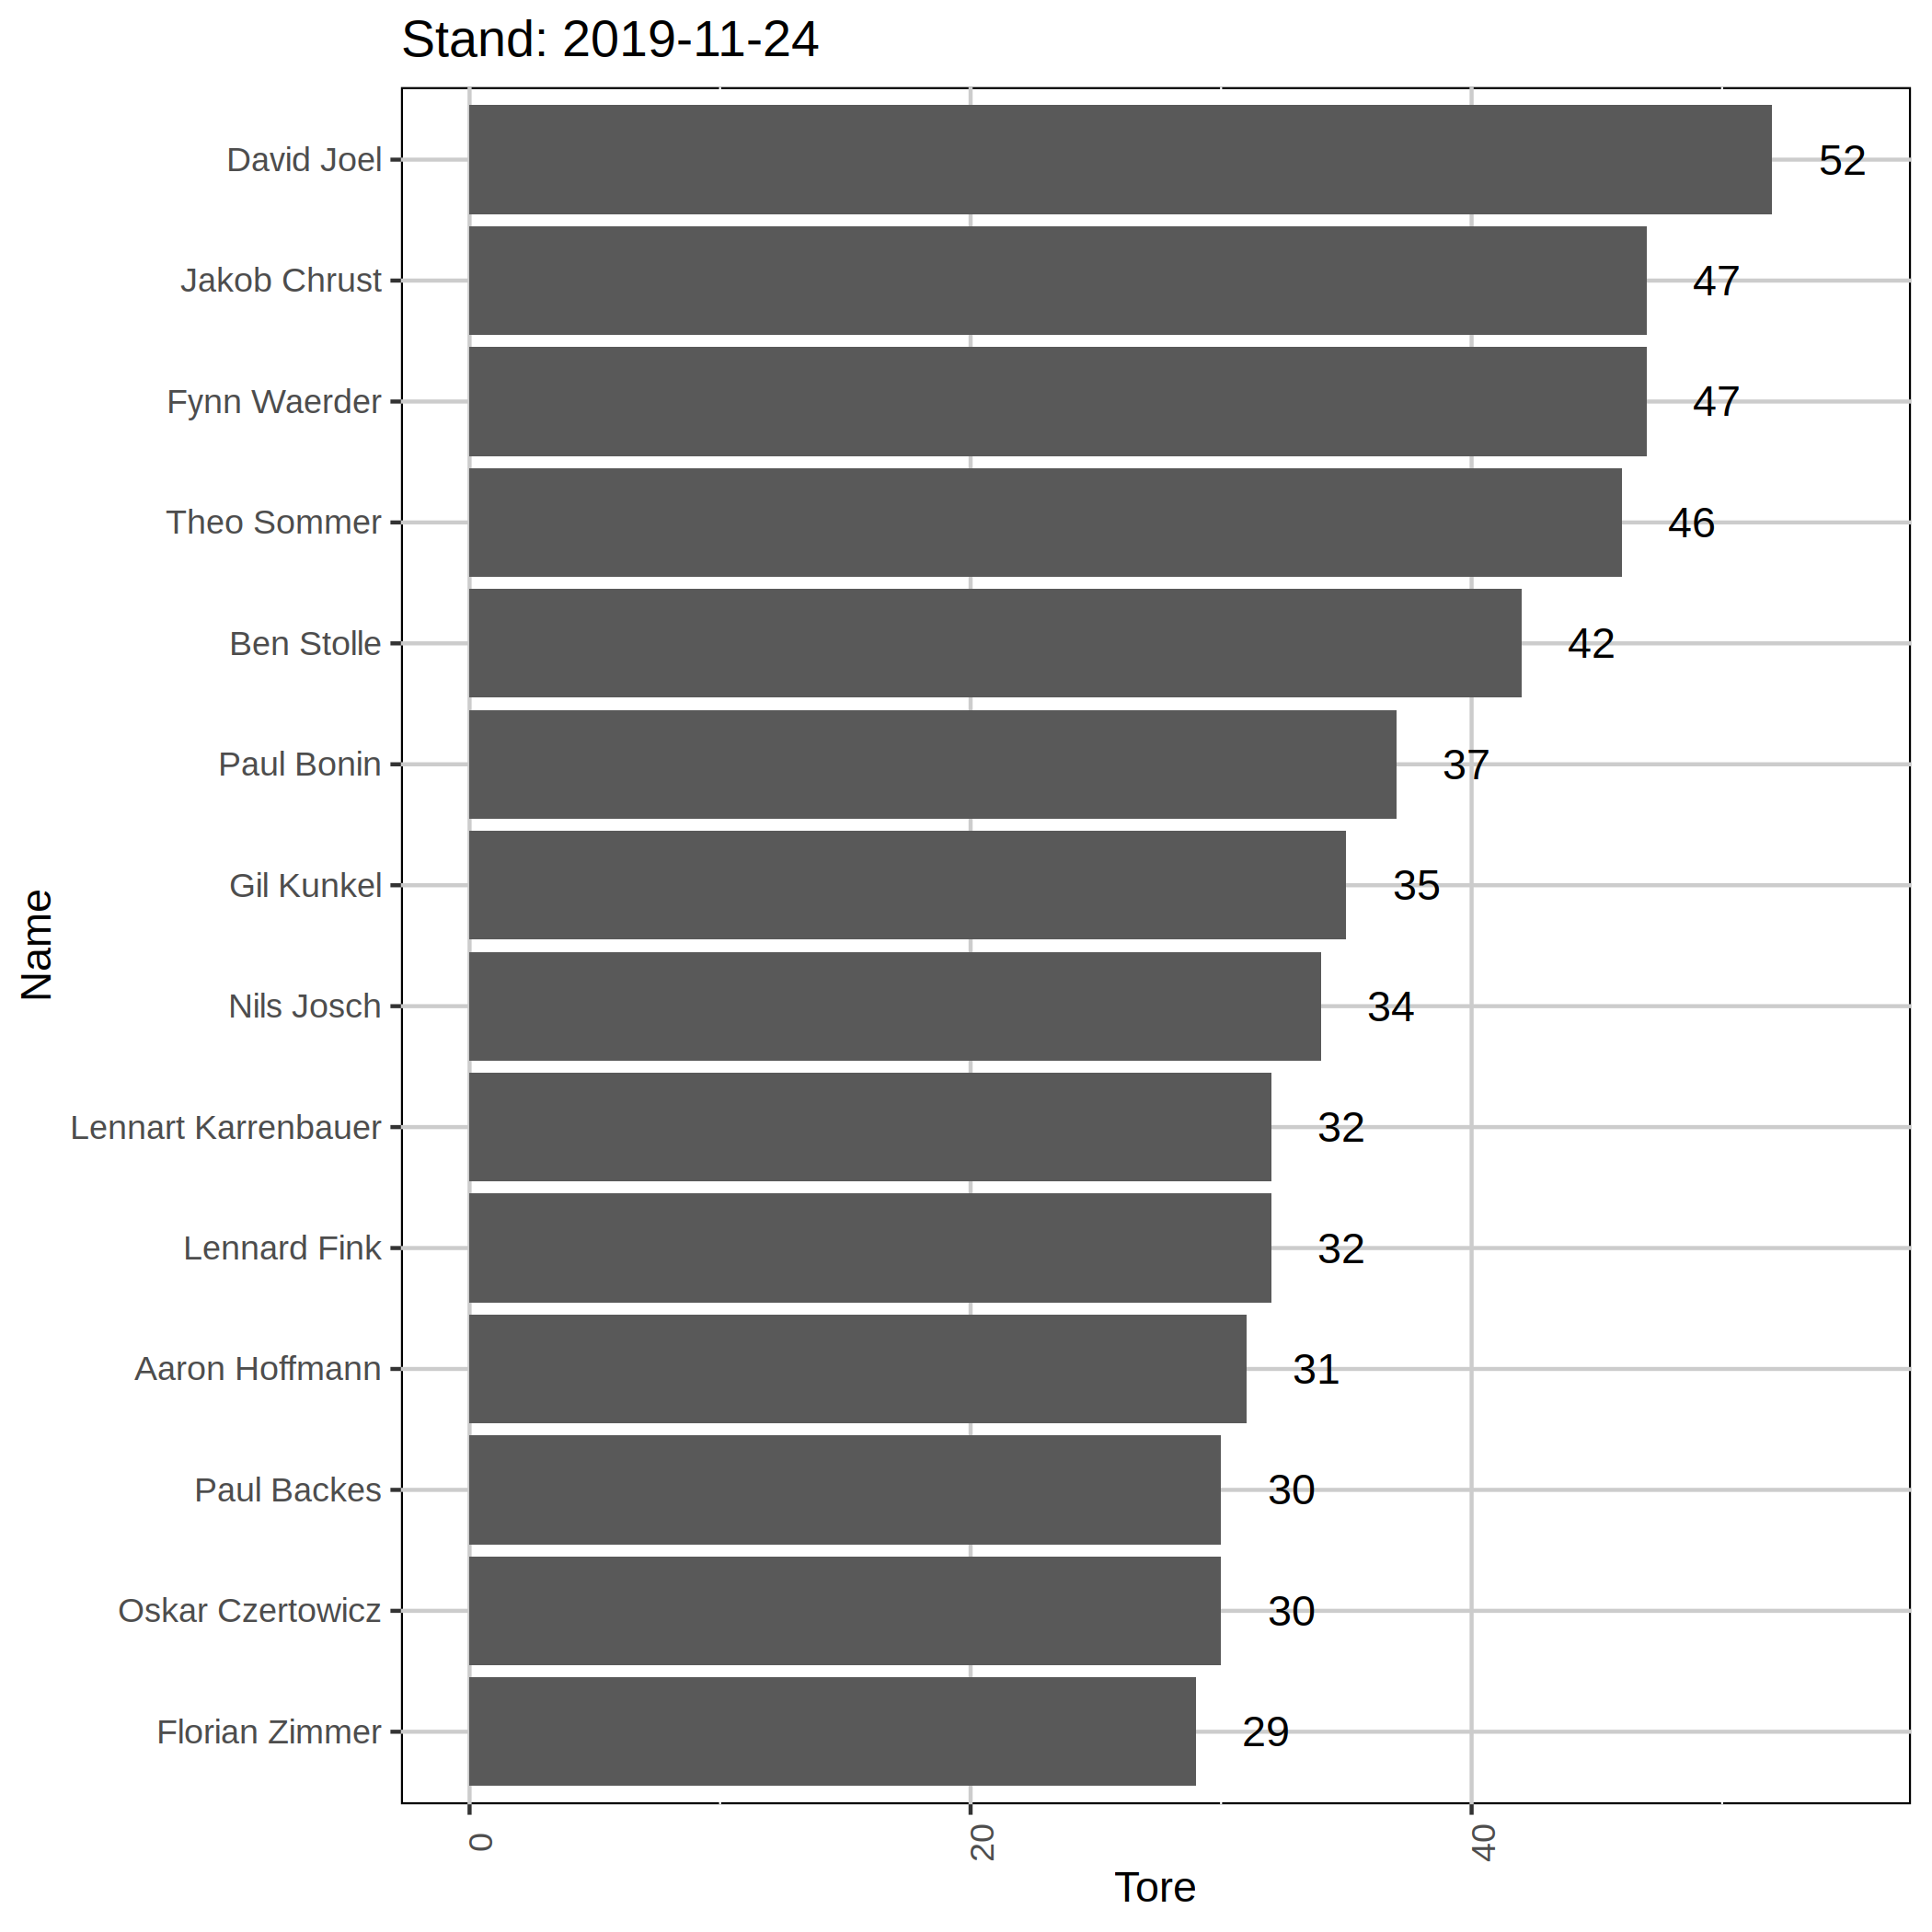 Stand: 2019-11-24
David Joel 52
Jakob Chrust 47
Fynn Waerder 47
Theo Sommer 46
Ben Stolle 42
Paul Bonin 37
Gil Kunkel 35
Nils Josch 34
Lennart Karrenbauer 32
Lennard Fink 32
Aaron Hoffmann 31
Paul Backes 30
Oskar Czertowicz 30
Florian Zimmer 29
Name
0 20 40
Tore